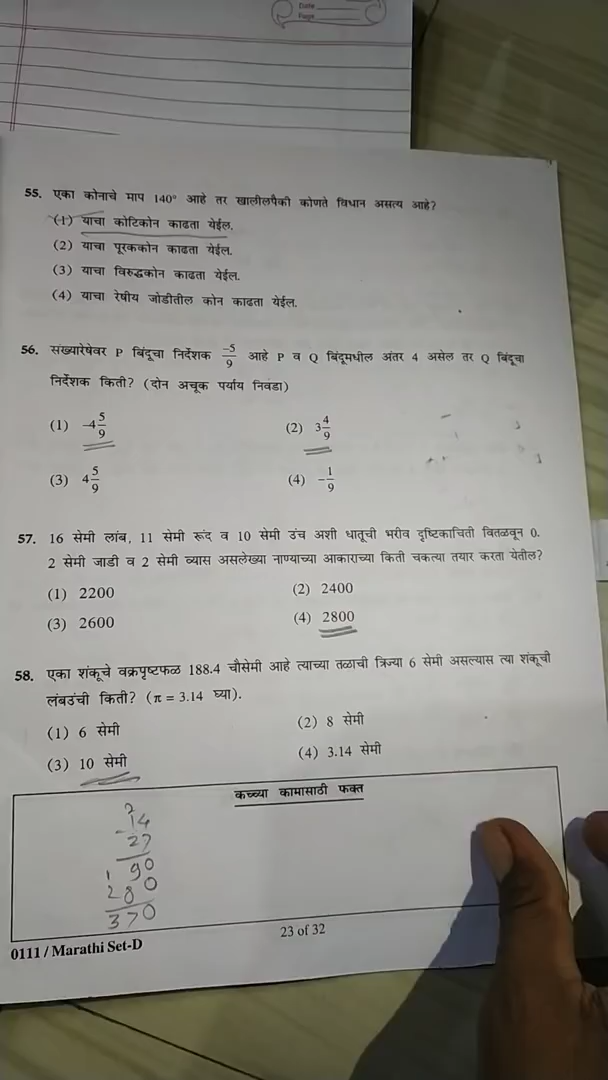 Date
Page
55. एका कोनाचे माप 140° आहे तर खालीलपैकी कोणते विधान असत्य आहे?
(1) याचा कोटिकोन काढता येईल.
(2) याचा पूरककोन काढता येईल.
(3) याचा विरुद्धकोन काढता येईल.
(4) याचा रेषीय जोडीतील कोन काढता येईल.
56. संख्यारेषेवर P बिंदूचा निर्देशक -5/9 आहे P व Q बिंदूमधील अंतर 4 असेल तर Q बिंदूचा
निर्देशक किती? (दोन अचूक पर्याय निवडा)
(1) -4 5/9 (2) 3 4/9
(3) 4 5/9 (4) -1/9
57. 16 सेमी लांब, 11 सेमी रूंद व 10 सेमी उंच अशी धातूची भरीव दृष्टिकाचिती वितळवून 0.
2 सेमी जाडी व 2 सेमी व्यास असलेख्या नाण्याच्या आकाराच्या किती चकत्या तयार करता येतील?
(1) 2200 (2) 2400
(3) 2600 (4) 2800
58. एका शंकूचे वक्रपृष्टफळ 188.4 चौसेमी आहे त्याच्या तळाची त्रिज्या 6 सेमी असल्यास त्या शंकूची
लंबउंची किती? (π = 3.14 घ्या).
(1) 6 सेमी (2) 8 सेमी
(3) 10 सेमी (4) 3.14 सेमी
कच्च्या कामासाठी फक्त
14
27
90
280
370
0111 / Marathi Set-D 23 of 32